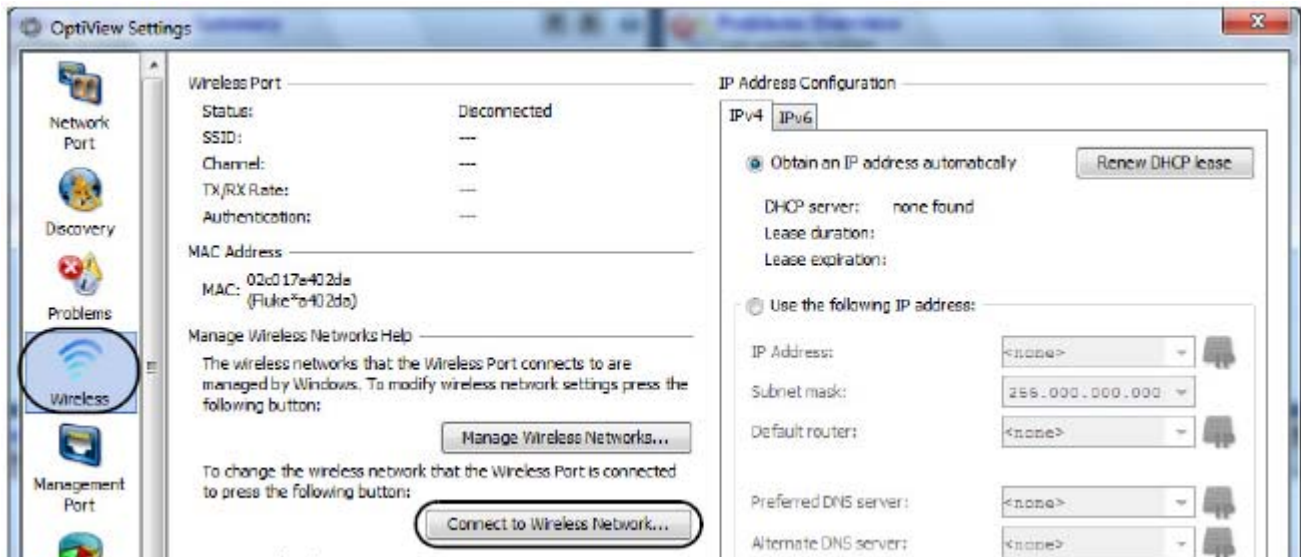 OptiView Settings
Network
Port
Discovery
Problems
Wireless
Management
Port
Wireless Port
Status: Disconnected
SSID: ---
Channel: ---
TX/RX Rate: ---
Authentication: ---
MAC Address
MAC: 02c017a402da
(Fluke*a402da)
Manage Wireless Networks Help
The wireless networks that the Wireless Port connects to are
managed by Windows. To modify wireless network settings press the
following button:
Manage Wireless Networks...
To change the wireless network that the Wireless Port is connected
to press the following button:
Connect to Wireless Network...
IP Address Configuration
IPv4 IPv6
Obtain an IP address automatically Renew DHCP lease
DHCP server: none found
Lease duration:
Lease expiration:
Use the following IP address:
IP Address: <none>
Subnet mask: 255.000.000.000
Default router: <none>
Preferred DNS server: <none>
Alternate DNS server: <none>